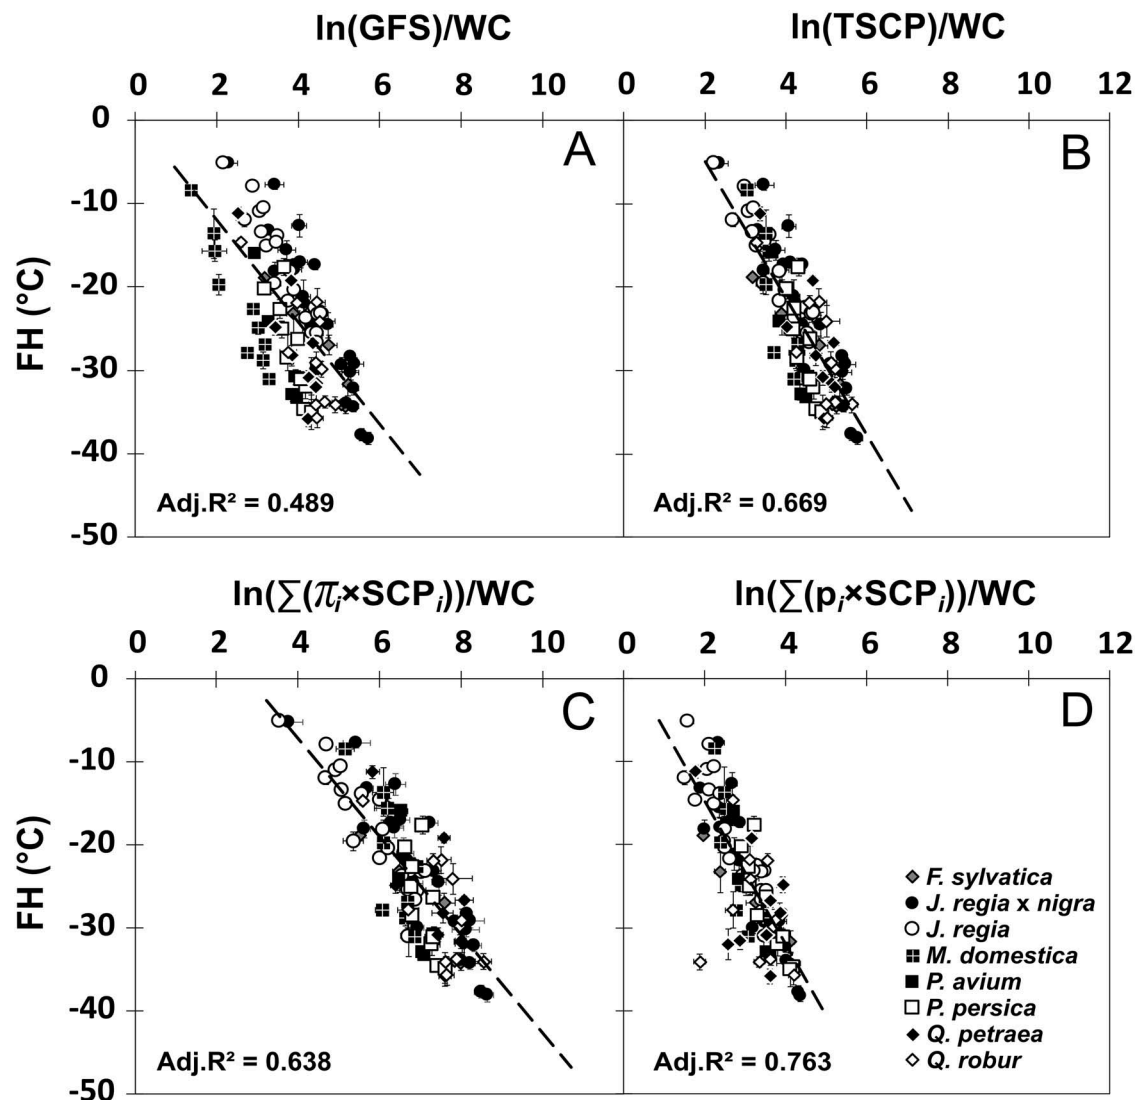 ln(GFS)/WC
ln(TSCP)/WC
0 2 4 6 8 10 0 2 4 6 8 10 12
0
-10
-20
-30
-40
-50
FH (°C)
A
B
Adj.R² = 0.489
Adj.R² = 0.669
ln(∑(πi×SCPi))/WC
ln(∑(pi×SCPi))/WC
0 2 4 6 8 10 0 2 4 6 8 10 12
0
-10
-20
-30
-40
-50
FH (°C)
C
D
F. sylvatica
J. regia x nigra
J. regia
M. domestica
P. avium
P. persica
Q. petraea
Q. robur
Adj.R² = 0.638
Adj.R² = 0.763